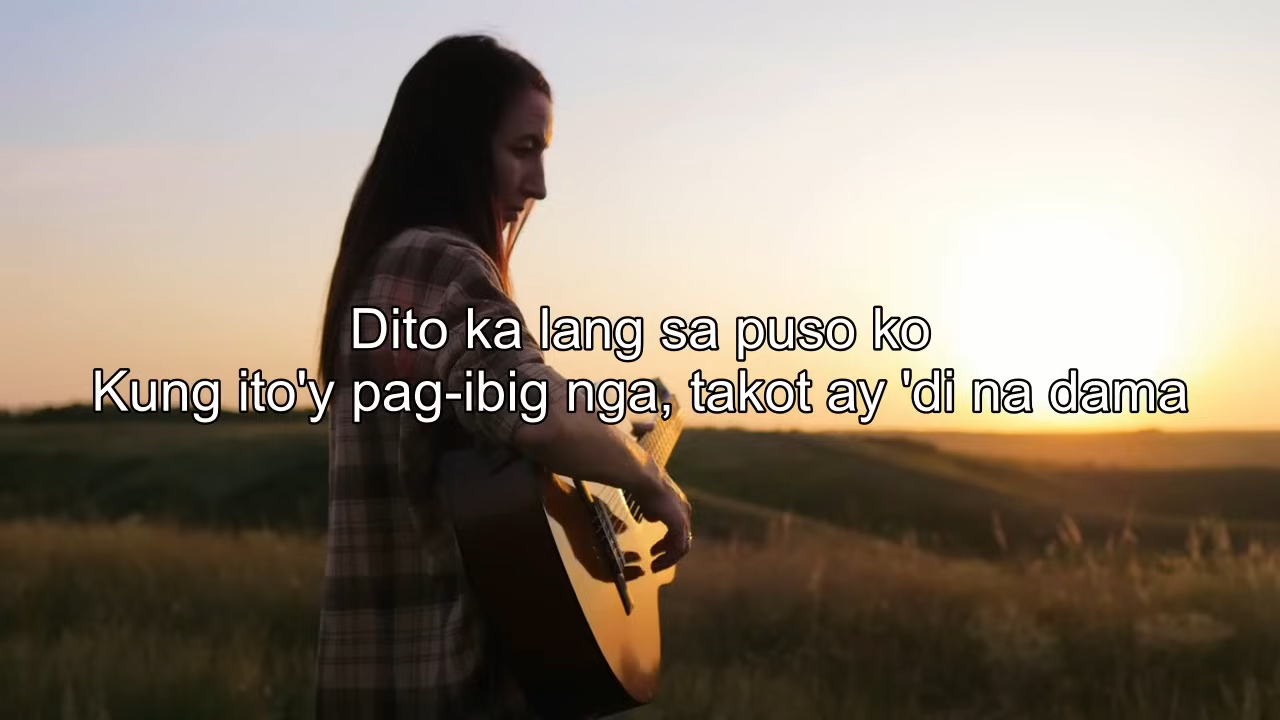 Dito ka lang sa puso ko
Kung ito'y pag-ibig nga, takot ay 'di na dama